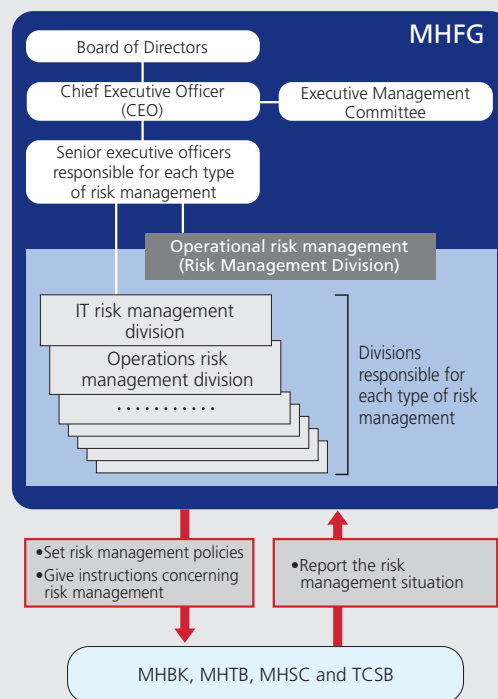 MHFG
Board of Directors
Chief Executive Officer
(CEO)
Executive Management
Committee
Senior executive officers
responsible for each type
of risk management
Operational risk management
(Risk Management Division)
IT risk management
division
Operations risk
management division
···········
Divisions
responsible for
each type of risk
management
•Set risk management policies
•Give instructions concerning
risk management
•Report the risk
management situation
MHBK, MHTB, MHSC and TCSB